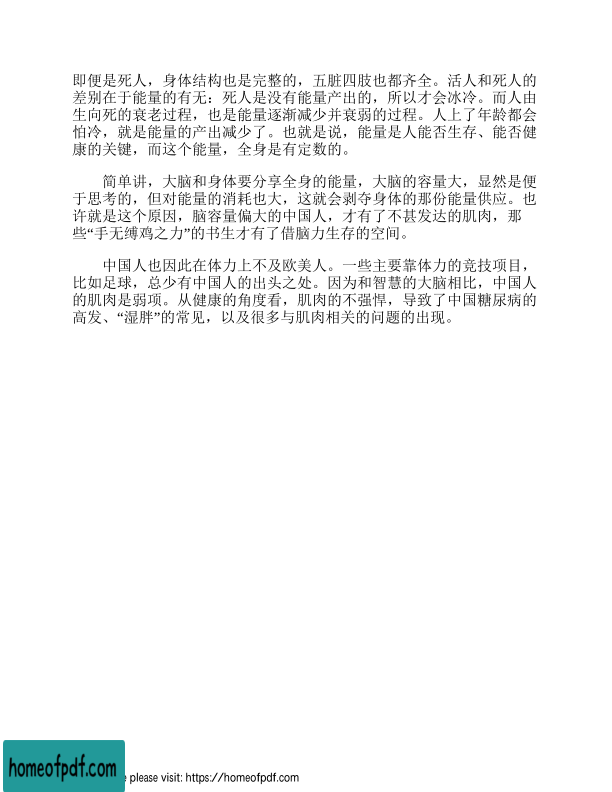 即便是死人，身体结构也是完整的，五脏四肢也都齐全。活人和死人的
差别在于能量的有无：死人是没有能量产出的，所以才会冰冷。而人由
生向死的衰老过程，也是能量逐渐减少并衰弱的过程。人上了年龄都会
怕冷，就是能量的产出减少了。也就是说，能量是人能否生存、能否健
康的关键，而这个能量，全身是有定数的。
简单讲，大脑和身体要分享全身的能量，大脑的容量大，显然是便
于思考的，但对能量的消耗也大，这就会剥夺身体的那份能量供应。也
许就是这个原因，脑容量偏大的中国人，才有了不甚发达的肌肉，那
些“手无缚鸡之力”的书生才有了借脑力生存的空间。
中国人也因此在体力上不及欧美人。一些主要靠体力的竞技项目，
比如足球，总少有中国人的出头之处。因为和智慧的大脑相比，中国人
的肌肉是弱项。从健康的角度看，肌肉的不强悍，导致了中国糖尿病的
高发、“湿胖”的常见，以及很多与肌肉相关的问题的出现。
homeofpdf.com
e please visit: https://homeofpdf.com